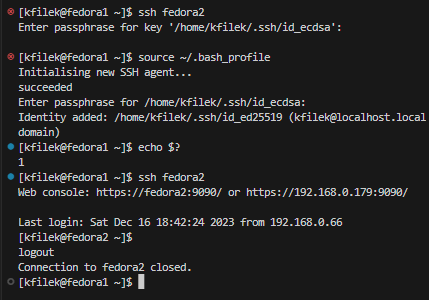 [kfilek@fedora1 ~]$ ssh fedora2
Enter passphrase for key '/home/kfilek/.ssh/id_ecdsa':
[kfilek@fedora1 ~]$ source ~/.bash_profile
Initialising new SSH agent...
succeeded
Enter passphrase for /home/kfilek/.ssh/id_ecdsa:
Identity added: /home/kfilek/.ssh/id_ed25519 (kfilek@localhost.local
domain)
[kfilek@fedora1 ~]$ echo $?
1
[kfilek@fedora1 ~]$ ssh fedora2
Web console: https://fedora2:9090/ or https://192.168.0.179:9090/
Last login: Sat Dec 16 18:42:24 2023 from 192.168.0.66
[kfilek@fedora2 ~]$
logout
Connection to fedora2 closed.
[kfilek@fedora1 ~]$